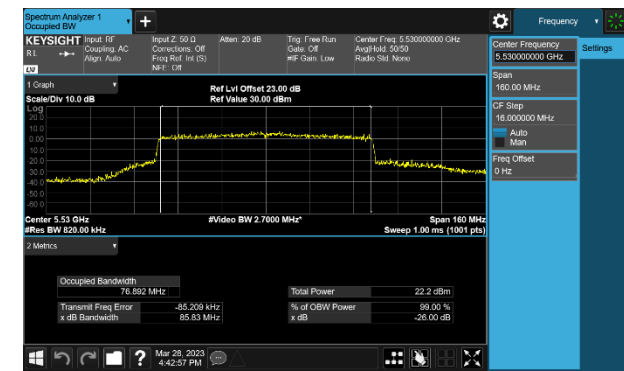 Spectrum Analyzer 1
Occupied BW
Frequency
KEYSIGHT
RL
Input: RF
Coupling: AC
Align: Auto
Input Z: 50 Ω
Corrections: Off
Freq Ref: Int (S)
NFE: Off
Atten: 20 dB
Trig: Free Run
Gate: Off
#IF Gain: Low
Center Freq: 5.530000000 GHz
Avg|Hold: 50/50
Radio Std: None
LXI
Center Frequency
5.530000000 GHz
Settings
Span
160.00 MHz
CF Step
16.000000 MHz
Auto
Man
Freq Offset
0 Hz
1 Graph
Scale/Div 10.0 dB
Ref Lvl Offset 23.00 dB
Ref Value 30.00 dBm
Log
20.0
10.0
0.00
-10.0
-20.0
-30.0
-40.0
-50.0
-60.0
Center 5.53 GHz
#Res BW 820.00 kHz
#Video BW 2.7000 MHz*
Span 160 MHz
Sweep 1.00 ms (1001 pts)
2 Metrics
Occupied Bandwidth
76.892 MHz
Total Power
22.2 dBm
Transmit Freq Error
-85.209 kHz
% of OBW Power
99.00 %
x dB Bandwidth
85.83 MHz
x dB
-26.00 dB
?
Mar 28, 2023
4:42:57 PM